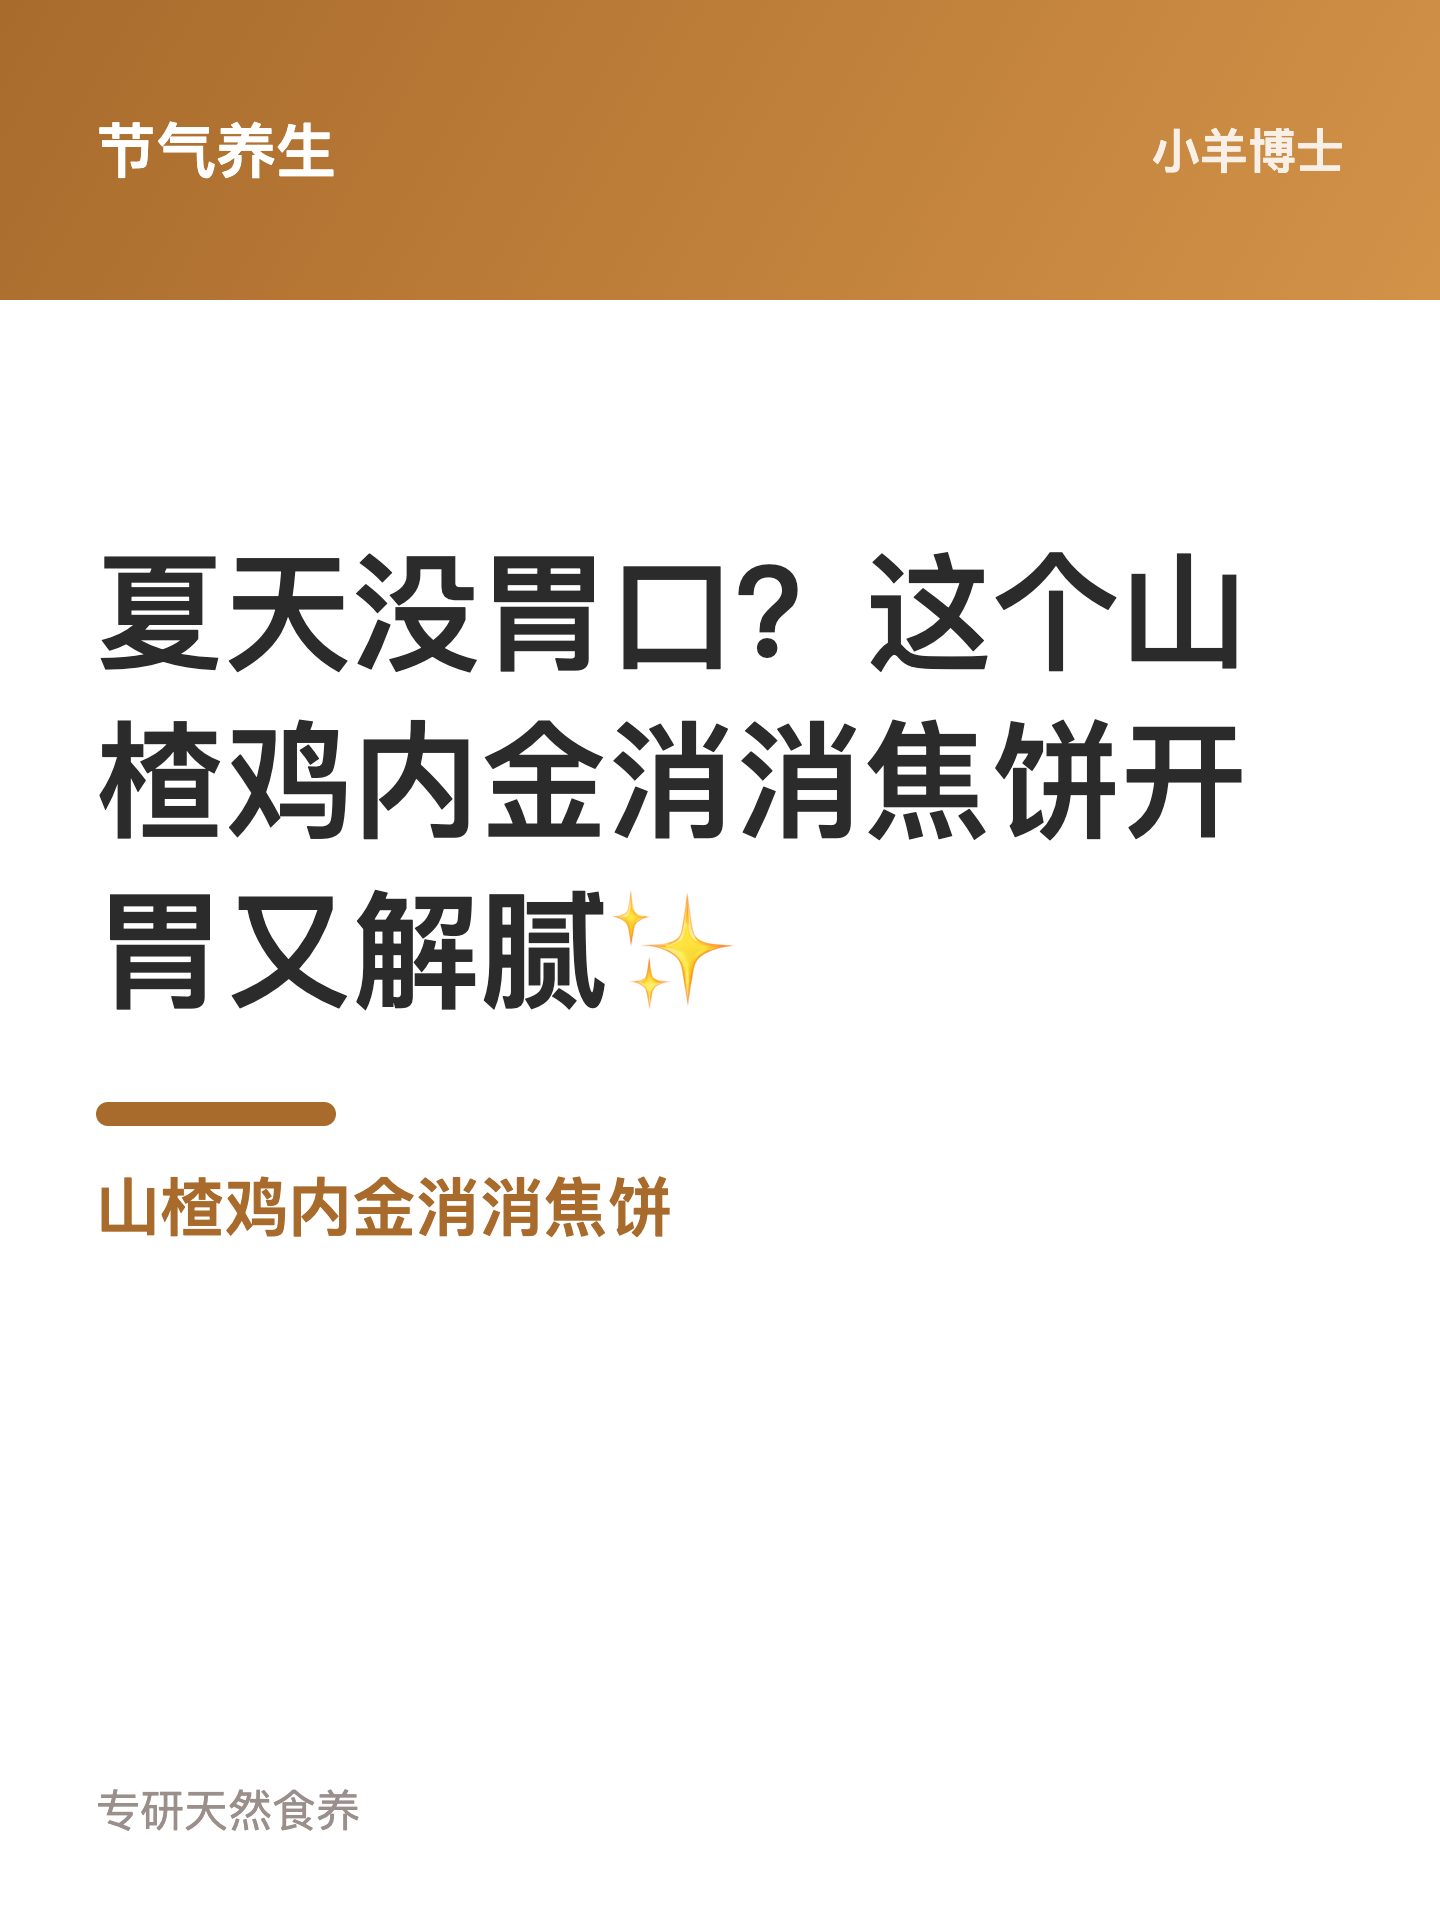 节气养生
小羊博士
夏天没胃口？这个山
楂鸡内金消消焦饼开
胃又解腻✨
山楂鸡内金消消焦饼
专研天然食养